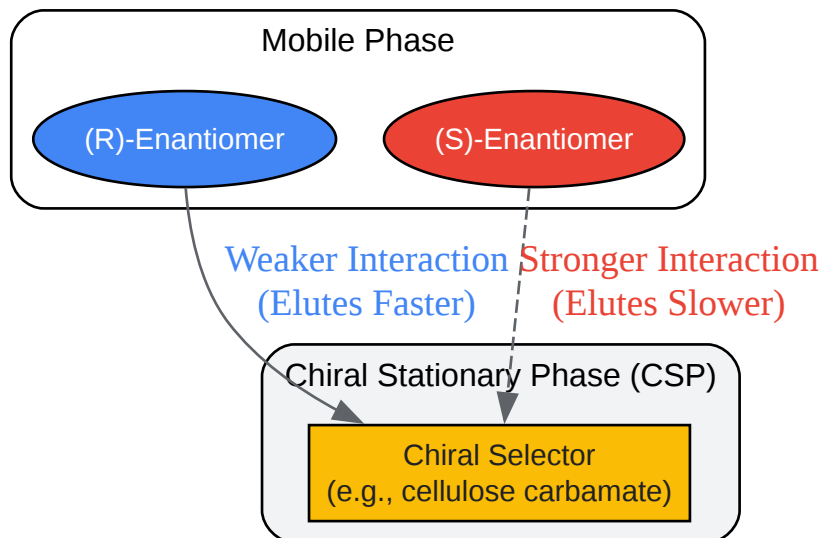 Mobile Phase
(R)-Enantiomer
(S)-Enantiomer
Weaker Interaction
(Elutes Faster)
Stronger Interaction
(Elutes Slower)
Chiral Stationary Phase (CSP)
Chiral Selector
(e.g., cellulose carbamate)